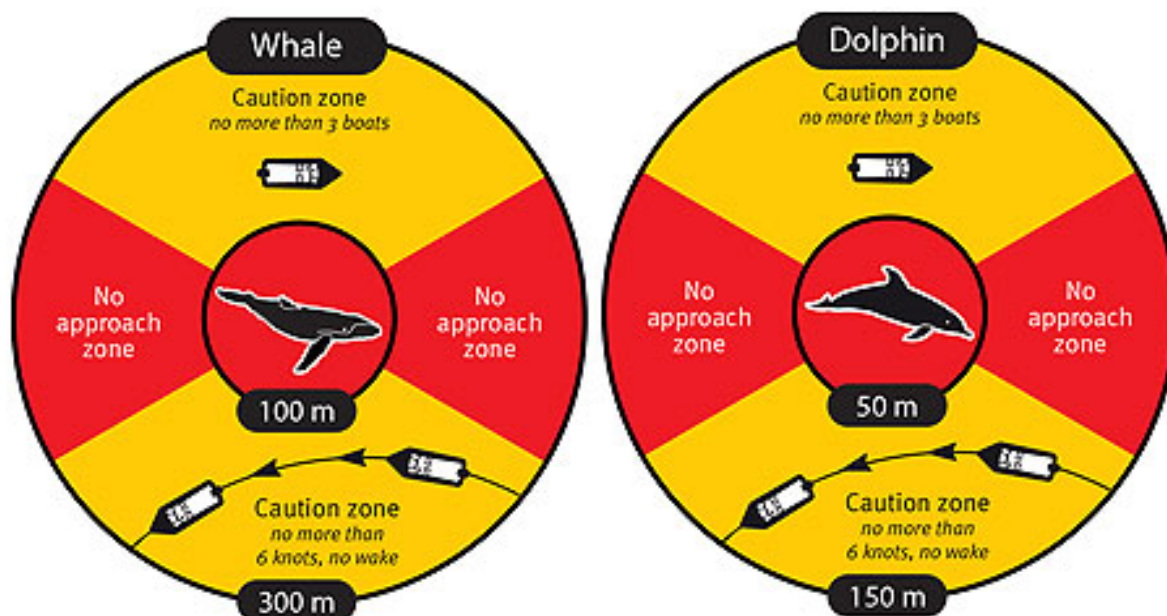 Whale
Caution zone
no more than 3 boats
No
approach
zone
No
approach
zone
100 m
Caution zone
no more than
6 knots, no wake
300 m
Dolphin
Caution zone
no more than 3 boats
No
approach
zone
No
approach
zone
50 m
Caution zone
no more than
6 knots, no wake
150 m